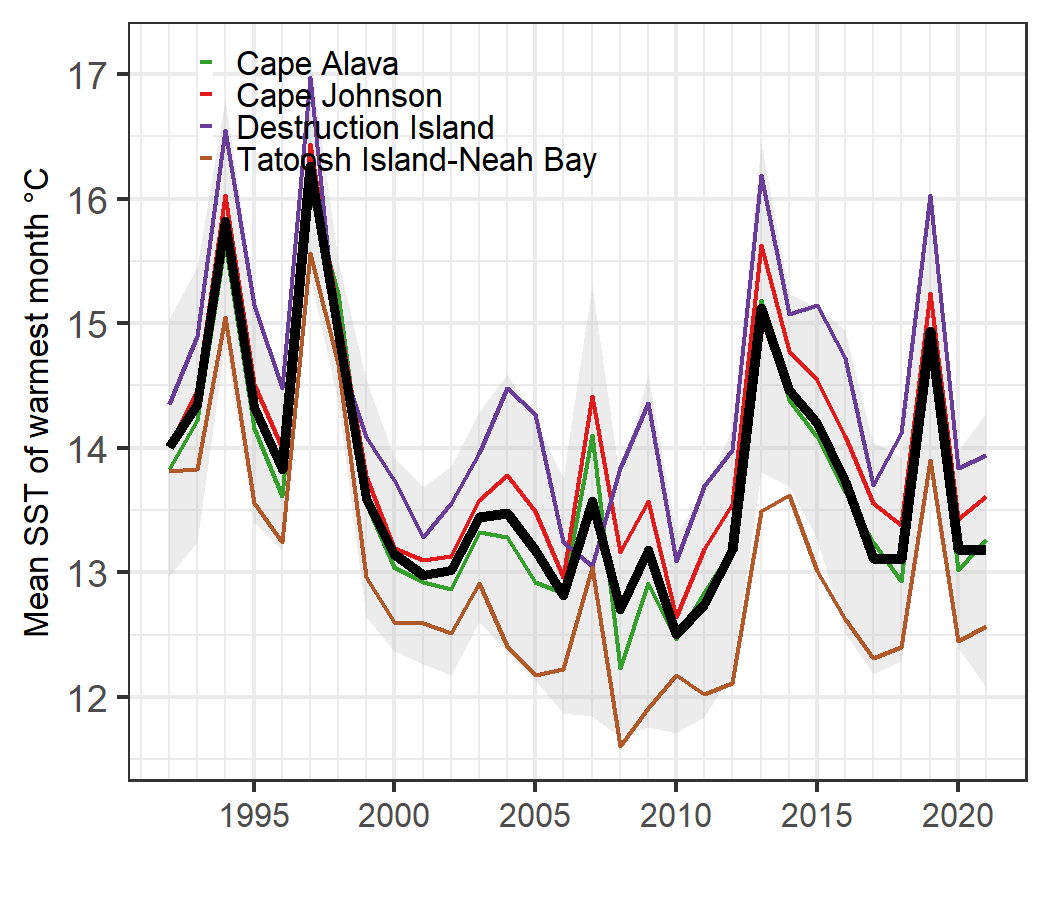 Cape Alava
Cape Johnson
Destruction Island
Tatoosh Island-Neah Bay
Mean SST of warmest month °C
17
16
15
14
13
12
1995 2000 2005 2010 2015 2020